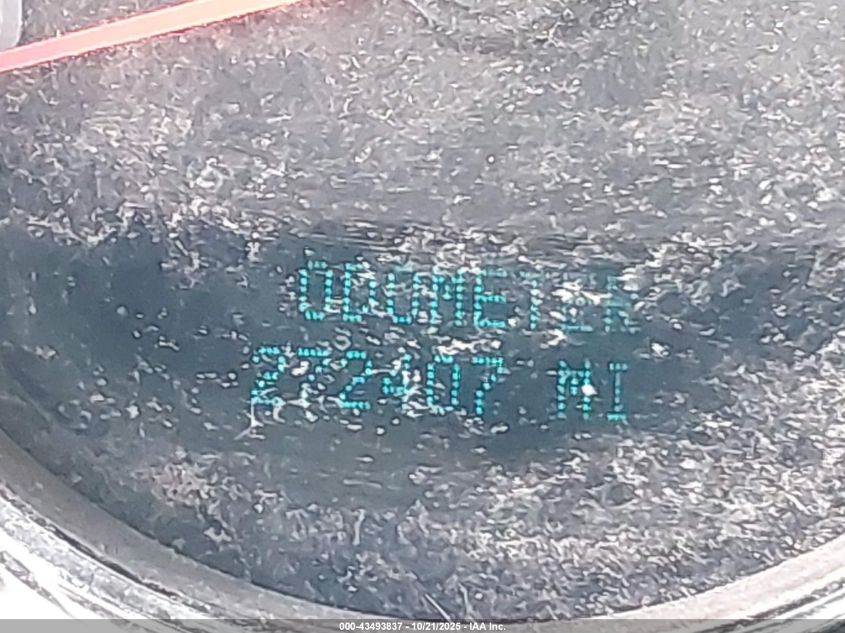 ODOMETER
272407 MI
000-43493837 - 10/21/2025 - IAA Inc.